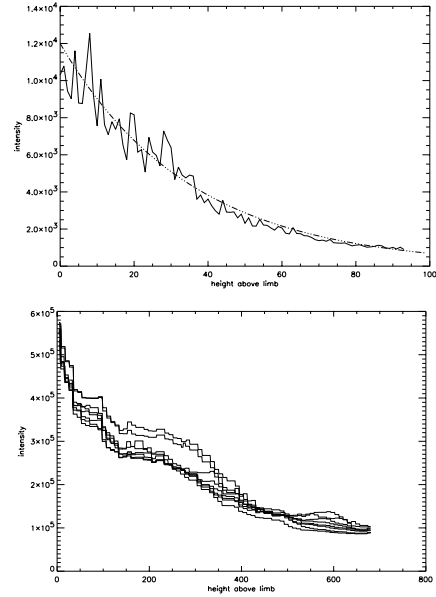 1.4×10⁴
1.2×10⁴
1.0×10⁴
8.0×10³
6.0×10³
4.0×10³
2.0×10³
0
intensity
0 20 40 60 80 100
height above limb
6×10⁵
5×10⁵
4×10⁵
3×10⁵
2×10⁵
1×10⁵
0
intensity
0 200 400 600 800
height above limb